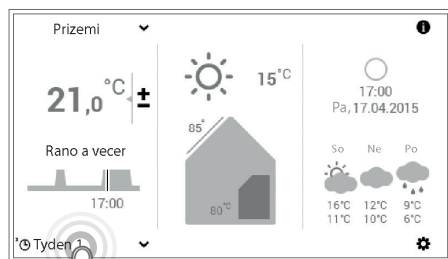 Prizemi
21,0°C ±
Rano a vecer
17:00
Tyden 1
15°C
85°
80°C
17:00
Pa, 17.04.2015
So Ne Po
16°C 12°C 9°C
11°C 10°C 6°C